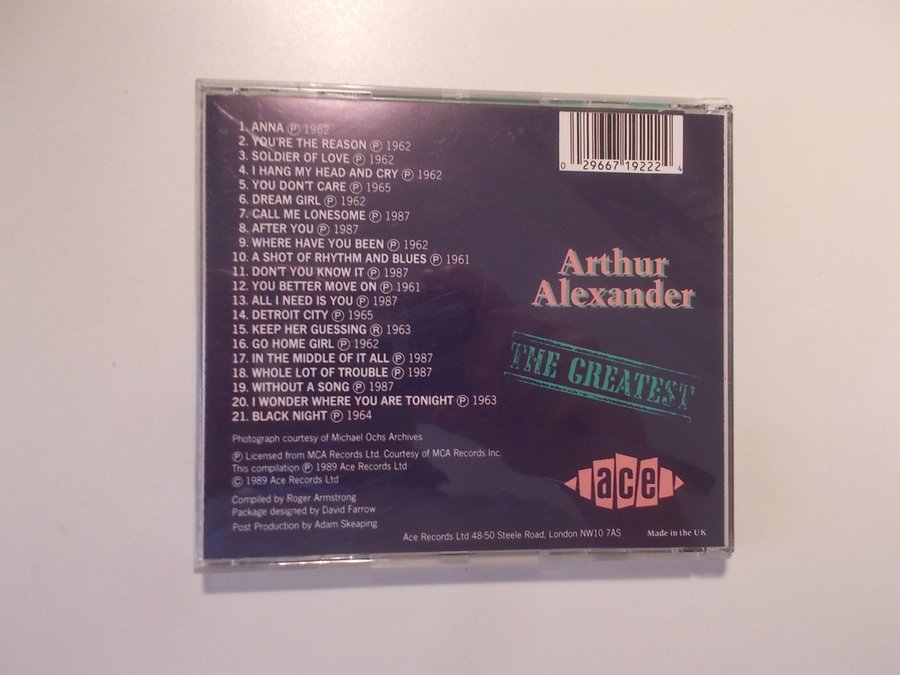 1. ANNA Ⓟ 1962
2. YOU'RE THE REASON Ⓟ 1962
3. SOLDIER OF LOVE Ⓟ 1962
4. I HANG MY HEAD AND CRY Ⓟ 1962
5. YOU DON'T CARE Ⓟ 1965
6. DREAM GIRL Ⓟ 1962
7. CALL ME LONESOME Ⓟ 1987
8. AFTER YOU Ⓟ 1987
9. WHERE HAVE YOU BEEN Ⓟ 1962
10. A SHOT OF RHYTHM AND BLUES Ⓟ 1961
11. DON'T YOU KNOW IT Ⓟ 1987
12. YOU BETTER MOVE ON Ⓟ 1961
13. ALL I NEED IS YOU Ⓟ 1987
14. DETROIT CITY Ⓟ 1965
15. KEEP HER GUESSING Ⓡ 1963
16. GO HOME GIRL Ⓟ 1962
17. IN THE MIDDLE OF IT ALL Ⓟ 1987
18. WHOLE LOT OF TROUBLE Ⓟ 1987
19. WITHOUT A SONG Ⓟ 1987
20. I WONDER WHERE YOU ARE TONIGHT Ⓟ 1963
21. BLACK NIGHT Ⓟ 1964
Photograph courtesy of Michael Ochs Archives
Ⓟ Licensed from MCA Records Ltd. Courtesy of MCA Records Inc.
This compilation Ⓟ 1989 Ace Records Ltd
© 1989 Ace Records Ltd
Compiled by Roger Armstrong
Package designed by David Farrow
Post Production by Adam Skeaping
0 29667 19222 4
Arthur
Alexander
THE GREATEST
ace
Ace Records Ltd 48-50 Steele Road, London NW10 7AS
Made in the UK